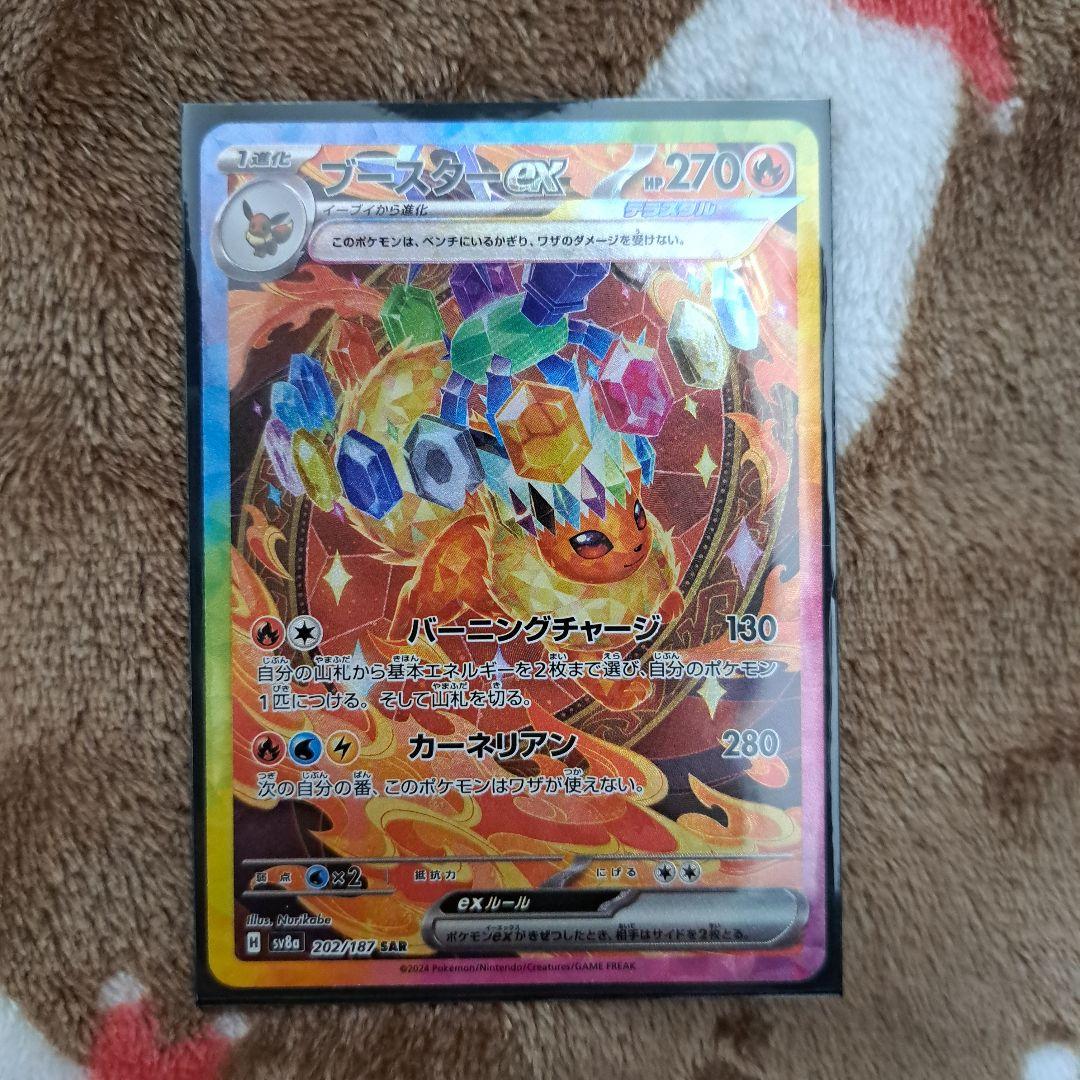 1進化
ブースターex
HP270
イーブイから進化
テラスタル
このポケモンは、ベンチにいるかぎり、ワザのダメージを受けない。
バーニングチャージ 130
自分の山札から基本エネルギーを2枚まで選び、自分のポケモン
1匹につける。そして山札を切る。
カーネリアン 280
次の自分の番、このポケモンはワザが使えない。
弱点 ×2 抵抗力 にげる
exルール
ポケモンexがきぜつしたとき、相手はサイドを2枚とる。
Illus. Nurikabe
H sv8a 202/187 SAR
©2024 Pokémon/Nintendo/Creatures/GAME FREAK